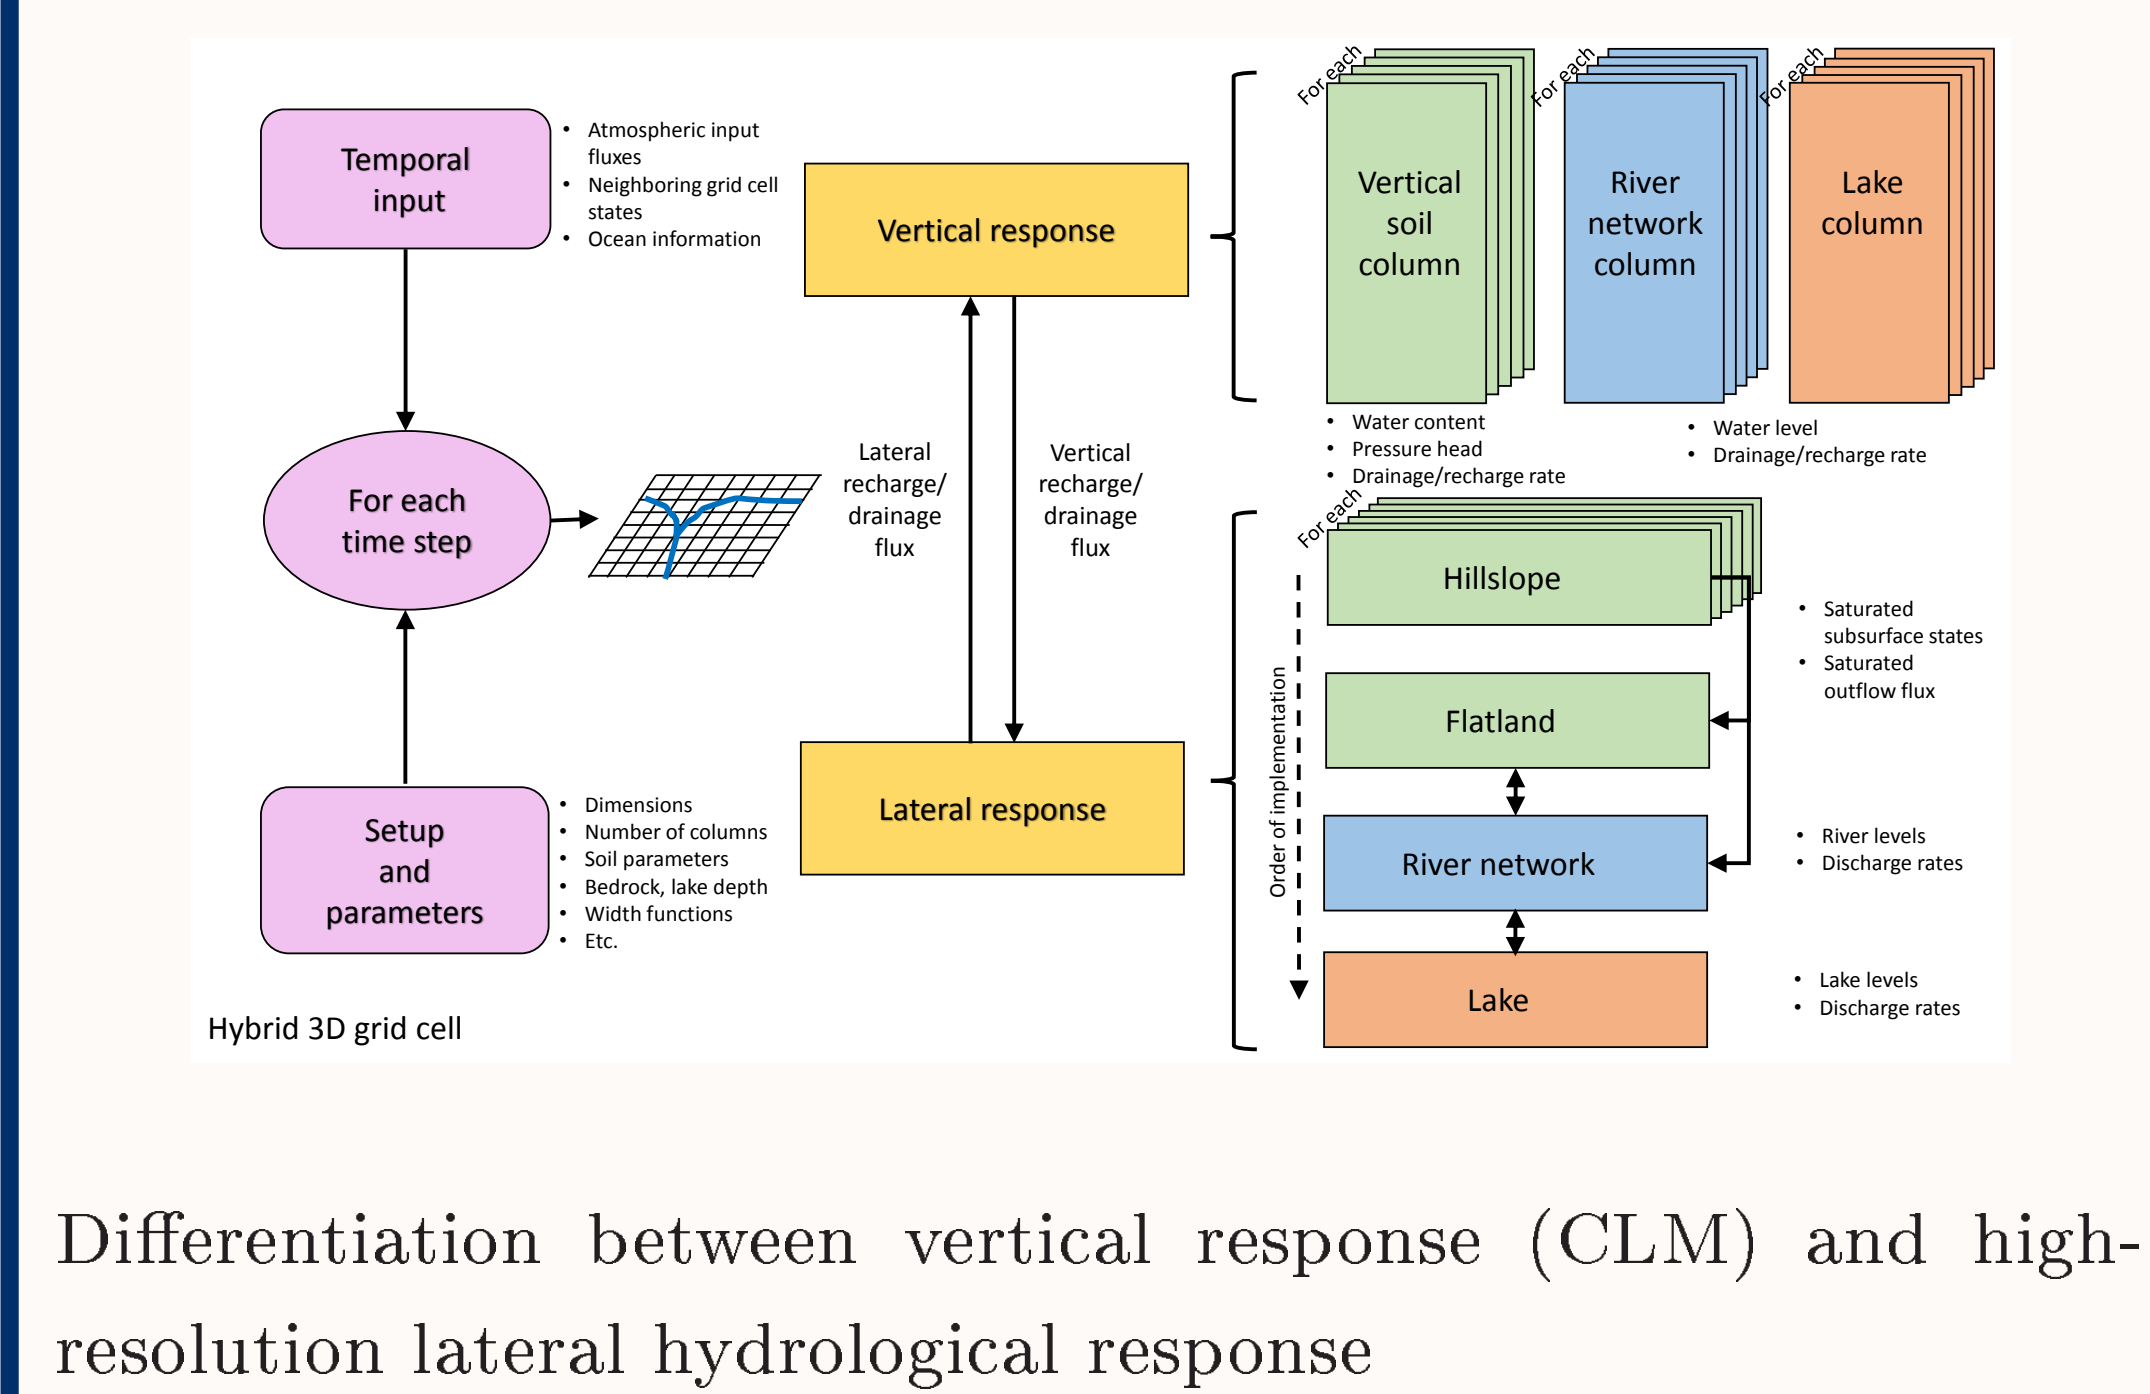 Temporal
input
• Atmospheric input
fluxes
• Neighboring grid cell
states
• Ocean information
For each
time step
Setup
and
parameters
• Dimensions
• Number of columns
• Soil parameters
• Bedrock, lake depth
• Width functions
• Etc.
Hybrid 3D grid cell
Vertical response
Lateral
recharge/
drainage
flux
Vertical
recharge/
drainage
flux
Lateral response
For each
Vertical
soil
column
For each
River
network
column
For each
Lake
column
• Water content
• Pressure head
• Drainage/recharge rate
• Water level
• Drainage/recharge rate
For each
Order of implementation
Hillslope
Flatland
River network
Lake
• Saturated
subsurface states
• Saturated
outflow flux
• River levels
• Discharge rates
• Lake levels
• Discharge rates
Differentiation between vertical response (CLM) and high-
resolution lateral hydrological response